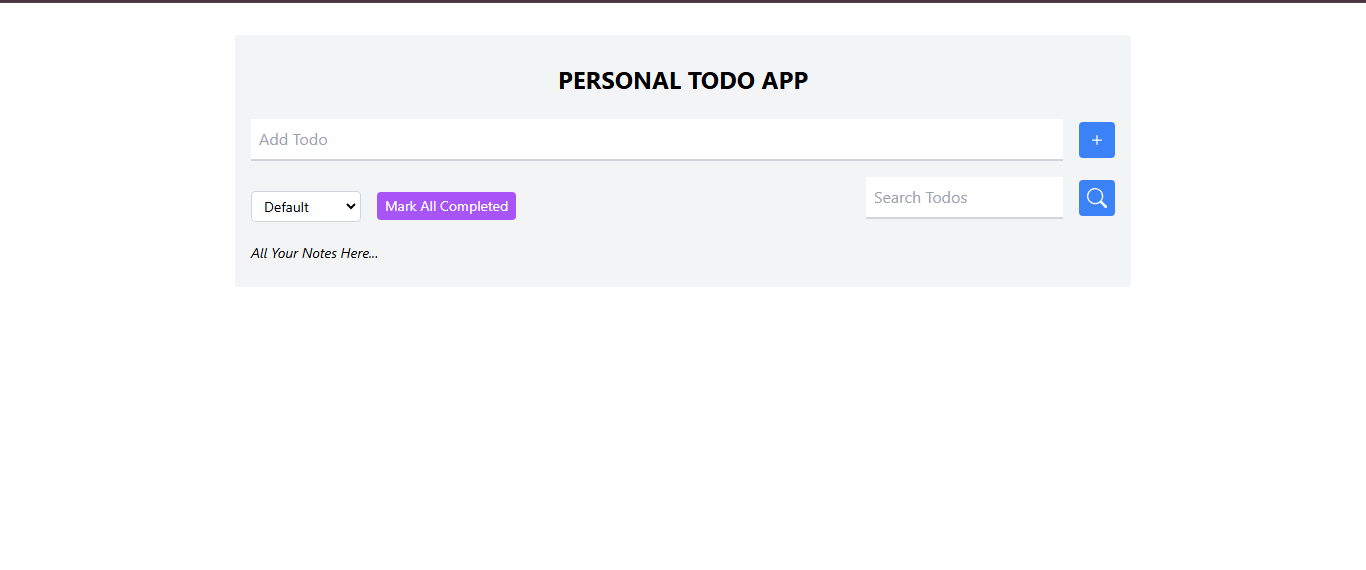 PERSONAL TODO APP
Add Todo
+
Default
Mark All Completed
Search Todos
All Your Notes Here...